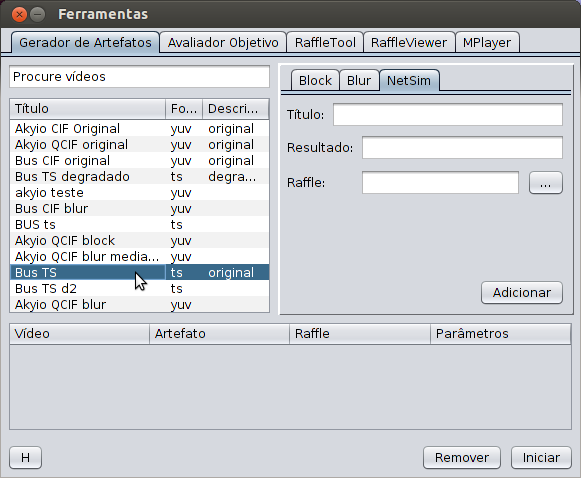 Ferramentas
Gerador de Artefatos Avaliador Objetivo RaffleTool RaffleViewer MPlayer
Procure vídeos
Título Fo... Descri...
Akyio CIF Original yuv original
Akyio QCIF original yuv original
Bus CIF original yuv original
Bus TS degradado ts degra...
akyio teste yuv
Bus CIF blur yuv
BUS ts ts
Akyio QCIF block yuv
Akyio QCIF blur media... yuv
Bus TS ts original
Bus TS d2 ts
Akyio QCIF blur yuv
Block Blur NetSim
Título:
Resultado:
Raffle: ...
Adicionar
Vídeo Artefato Raffle Parâmetros
H Remover Iniciar